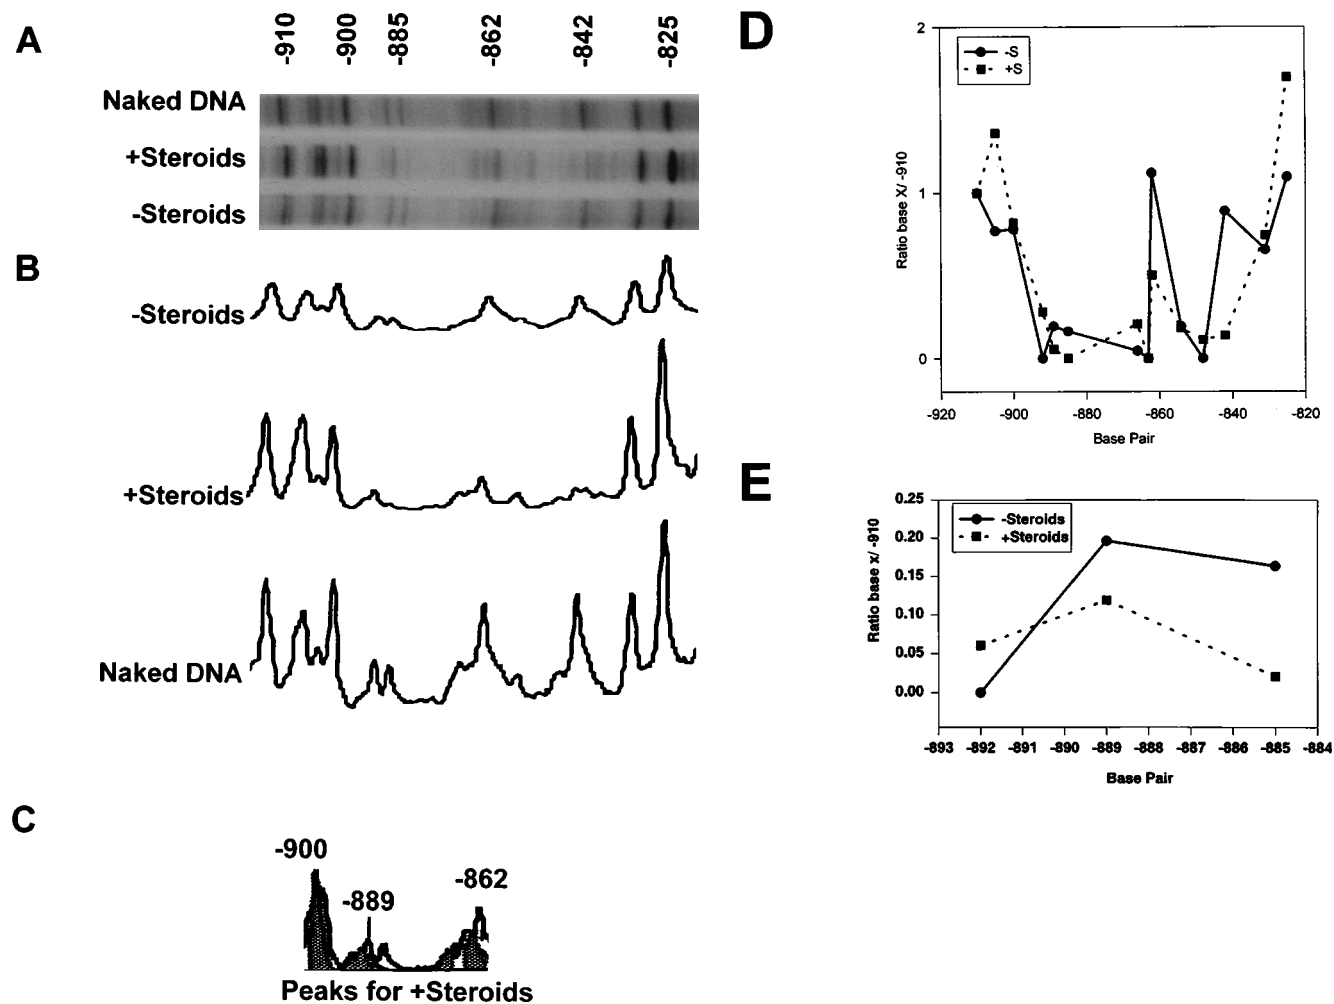 A
-910
-900
-885
-862
-842
-825
Naked DNA
+Steroids
-Steroids
B
-Steroids
+Steroids
Naked DNA
C
-900
-889
-862
Peaks for +Steroids
D
2
1
0
Ratio base X/ -910
-S
+S
-920
-900
-880
-860
-840
-820
Base Pair
E
0.25
0.20
0.15
0.10
0.05
0.00
Ratio base x/ -910
-Steroids
+Steroids
-893
-892
-891
-890
-889
-888
-887
-886
-885
-884
Base Pair